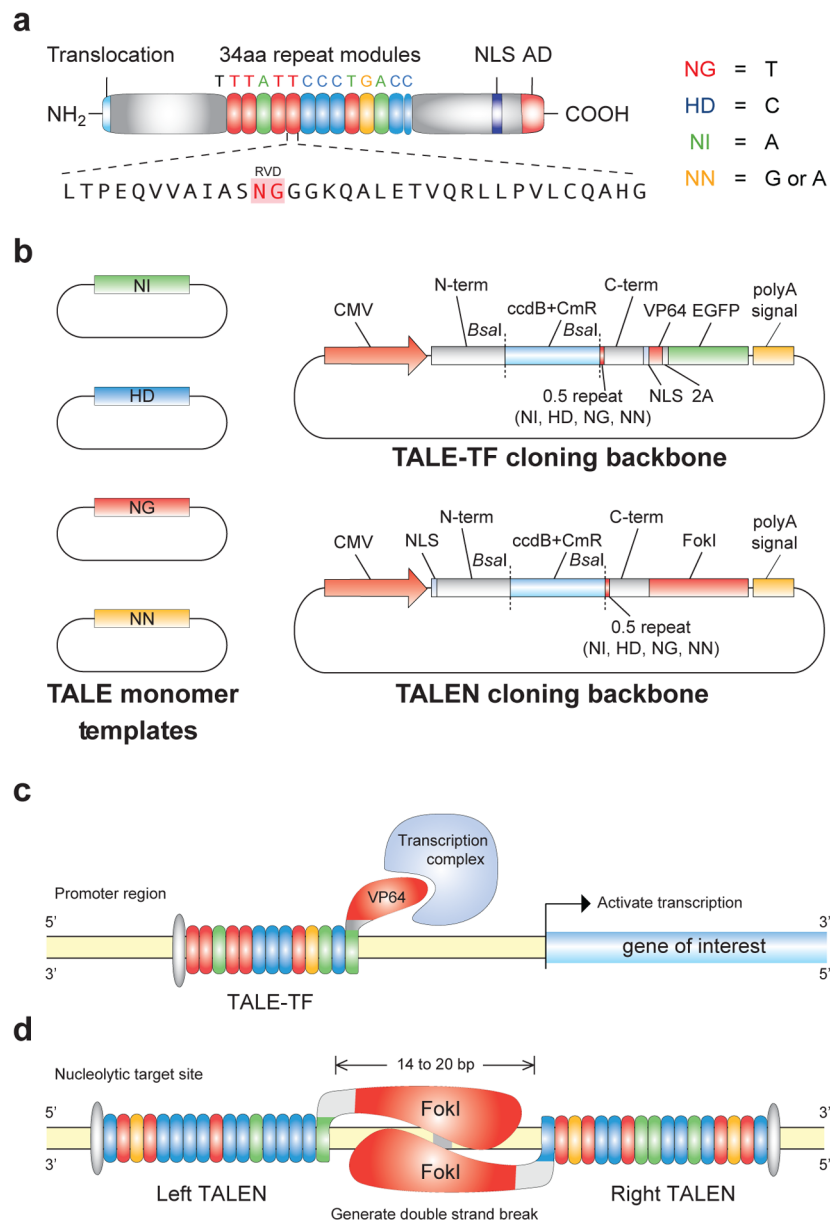 a
Translocation
34aa repeat modules
NLS AD
TTTATTCCCTGACC
NH2
COOH
NG = T
HD = C
NI = A
NN = G or A
RVD
LTPEQVVAIASNGGGKQALETVQRLLPVLCQAHG
b
NI
HD
NG
NN
TALE monomer
templates
CMV
N-term
BsaI
ccdB+CmR
BsaI
C-term
VP64 EGFP
polyA
signal
0.5 repeat
(NI, HD, NG, NN)
NLS 2A
TALE-TF cloning backbone
CMV
NLS
N-term
BsaI
ccdB+CmR
BsaI
C-term
FokI
polyA
signal
0.5 repeat
(NI, HD, NG, NN)
TALEN cloning backbone
c
Transcription
complex
VP64
Promoter region
Activate transcription
5’
3’
gene of interest
3’
5’
TALE-TF
d
14 to 20 bp
Nucleolytic target site
FokI
5’
3’
3’
5’
FokI
Left TALEN
Right TALEN
Generate double strand break